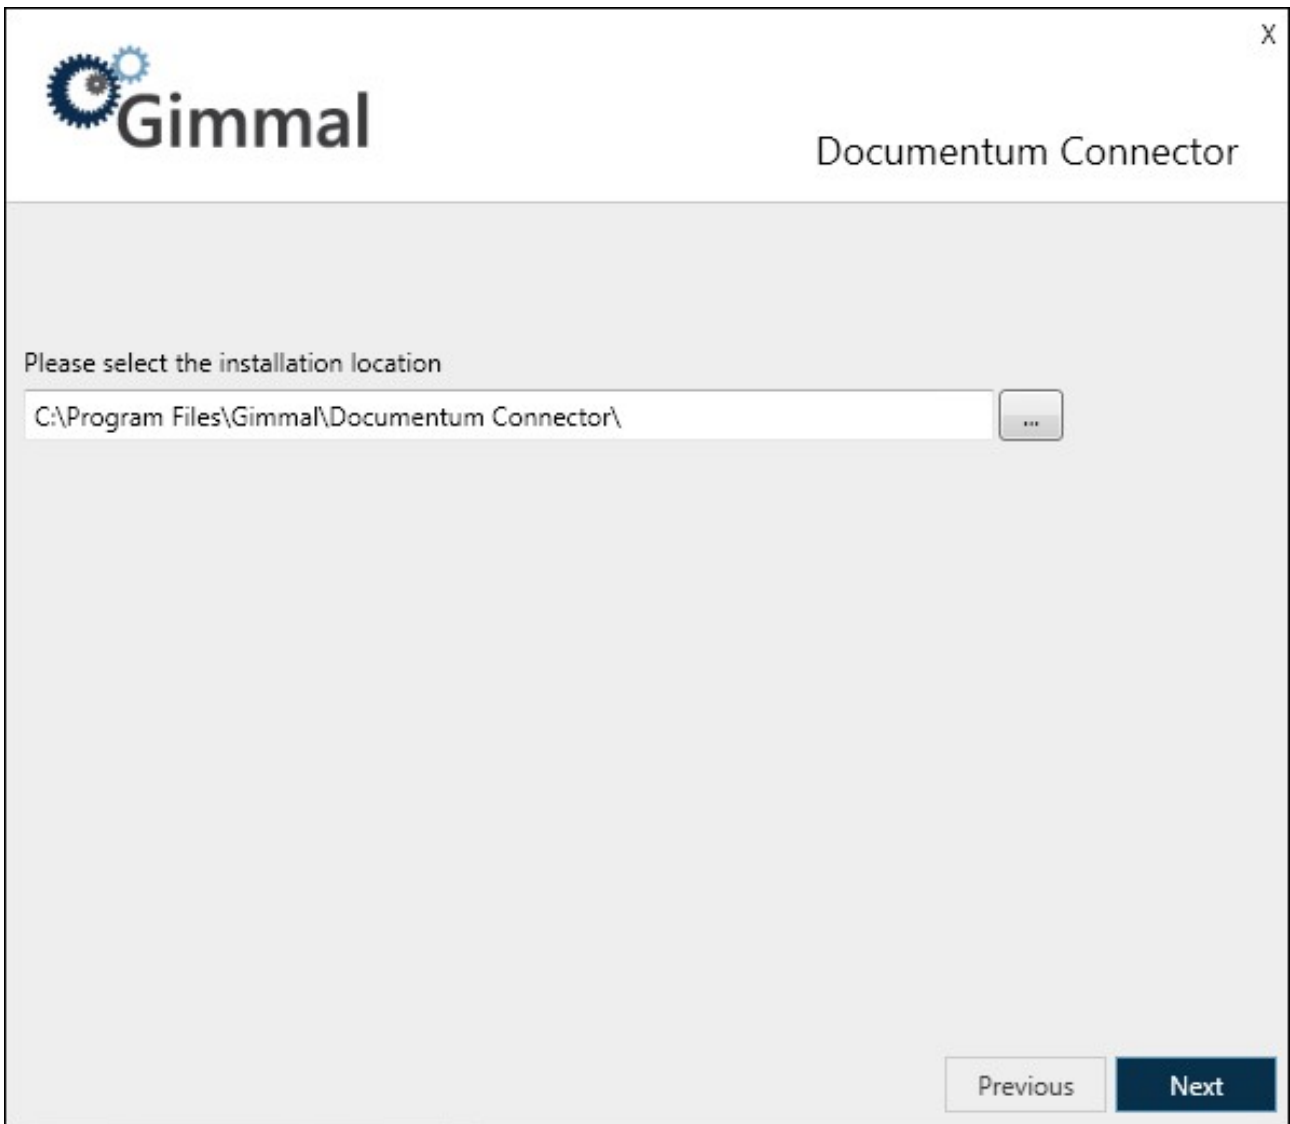 X
Gimmal
Documentum Connector
Please select the installation location
C:\Program Files\Gimmal\Documentum Connector\
...
Previous
Next